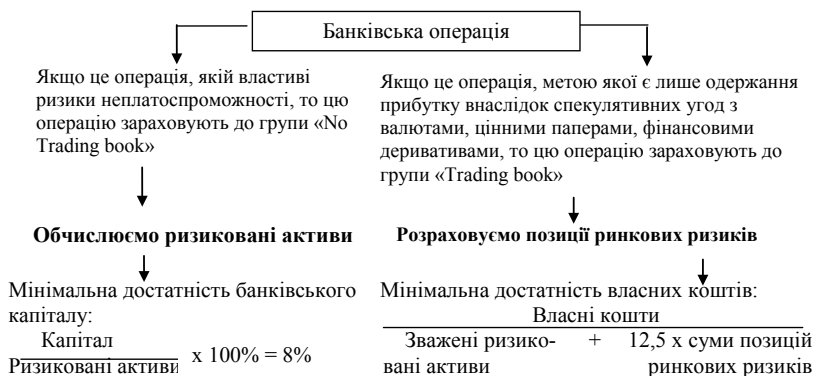 Банківська операція
Якщо це операція, якій властиві
ризики неплатоспроможності, то цю
операцію зараховують до групи «No
Trading book»
Якщо це операція, метою якої є лише одержання
прибутку внаслідок спекулятивних угод з
валютами, цінними паперами, фінансовими
деривативами, то цю операцію зараховують до
групи «Trading book»
Обчислюємо ризиковані активи
Розраховуємо позиції ринкових ризиків
Мінімальна достатність банківського
капіталу:
Капітал
Ризиковані активи х 100% = 8%
Мінімальна достатність власних коштів:
Власні кошти
Зважені ризико- + 12,5 х суми позицій
вані активи ринкових ризиків